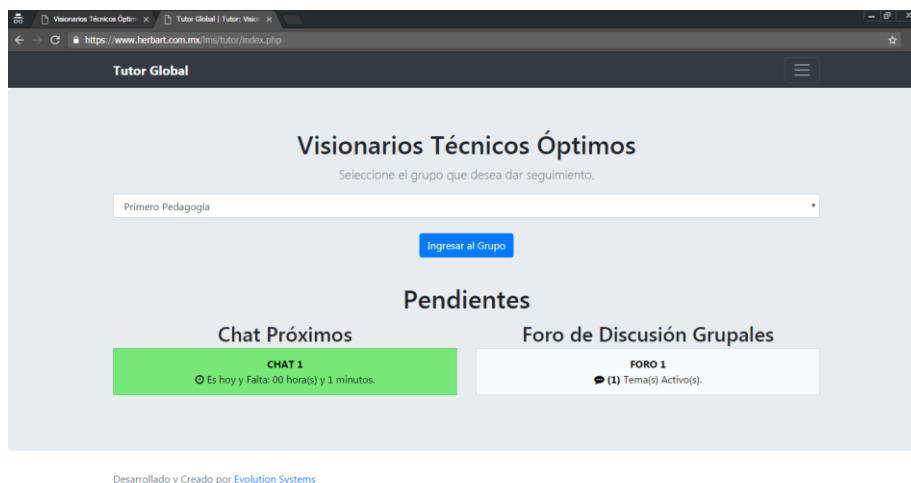 Visionarios Técnicos Óptim
Tutor Global | Tutor: Vision
https://www.herbart.com.mx/lms/tutor/index.php
Tutor Global
Visionarios Técnicos Óptimos
Seleccione el grupo que desea dar seguimiento.
Primero Pedagogía
Ingresar al Grupo
Pendientes
Chat Próximos
Foro de Discusión Grupales
CHAT 1
Es hoy y Falta: 00 hora(s) y 1 minutos.
FORO 1
(1) Tema(s) Activo(s).
Desarrollado y Creado por Evolution Systems